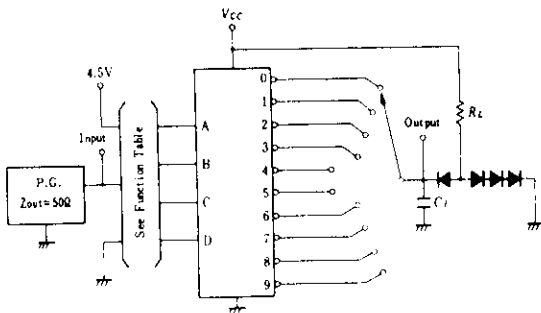 VCC
4.5V
Input
P.G.
Zout=50Ω
See Function Table
A
B
C
D
0
1
2
3
4
5
6
7
8
9
Output
RL